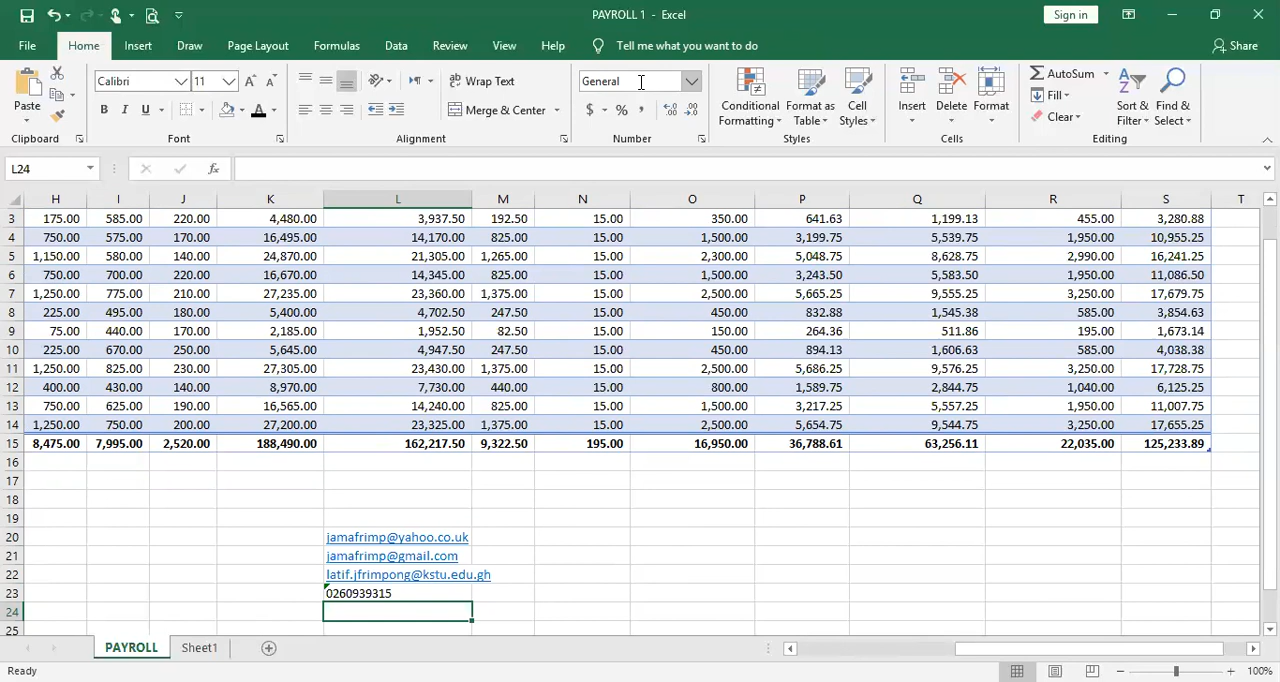 PAYROLL 1 - Excel
Sign in
File Home Insert Draw Page Layout Formulas Data Review View Help Tell me what you want to do Share
Paste
Clipboard
Calibri 11
B I U A
Font
Wrap Text
Merge & Center
Alignment
General
$ % ,
Number
Conditional Formatting
Format as Table
Cell Styles
Styles
Insert Delete Format
Cells
AutoSum
Fill
Clear
Sort & Filter
Find & Select
Editing
L24 fx
H I J K L M N O P Q R S T
3 175.00 585.00 220.00 4,480.00 3,937.50 192.50 15.00 350.00 641.63 1,199.13 455.00 3,280.88
4 750.00 575.00 170.00 16,495.00 14,170.00 825.00 15.00 1,500.00 3,199.75 5,539.75 1,950.00 10,955.25
5 1,150.00 580.00 140.00 24,870.00 21,305.00 1,265.00 15.00 2,300.00 5,048.75 8,628.75 2,990.00 16,241.25
6 750.00 700.00 220.00 16,670.00 14,345.00 825.00 15.00 1,500.00 3,243.50 5,583.50 1,950.00 11,086.50
7 1,250.00 775.00 210.00 27,235.00 23,360.00 1,375.00 15.00 2,500.00 5,665.25 9,555.25 3,250.00 17,679.75
8 225.00 495.00 180.00 5,400.00 4,702.50 247.50 15.00 450.00 832.88 1,545.38 585.00 3,854.63
9 75.00 440.00 170.00 2,185.00 1,952.50 82.50 15.00 150.00 264.36 511.86 195.00 1,673.14
10 225.00 670.00 250.00 5,645.00 4,947.50 247.50 15.00 450.00 894.13 1,606.63 585.00 4,038.38
11 1,250.00 825.00 230.00 27,305.00 23,430.00 1,375.00 15.00 2,500.00 5,686.25 9,576.25 3,250.00 17,728.75
12 400.00 430.00 140.00 8,970.00 7,730.00 440.00 15.00 800.00 1,589.75 2,844.75 1,040.00 6,125.25
13 750.00 625.00 190.00 16,565.00 14,240.00 825.00 15.00 1,500.00 3,217.25 5,557.25 1,950.00 11,007.75
14 1,250.00 750.00 200.00 27,200.00 23,325.00 1,375.00 15.00 2,500.00 5,654.75 9,544.75 3,250.00 17,655.25
15 8,475.00 7,995.00 2,520.00 188,490.00 162,217.50 9,322.50 195.00 16,950.00 36,788.61 63,256.11 22,035.00 125,233.89
16
17
18
19
20 jamafrimp@yahoo.co.uk
21 jamafrimp@gmail.com
22 latif.jfrimpong@kstu.edu.gh
23 0260939315
24
25
PAYROLL Sheet1
Ready 100%